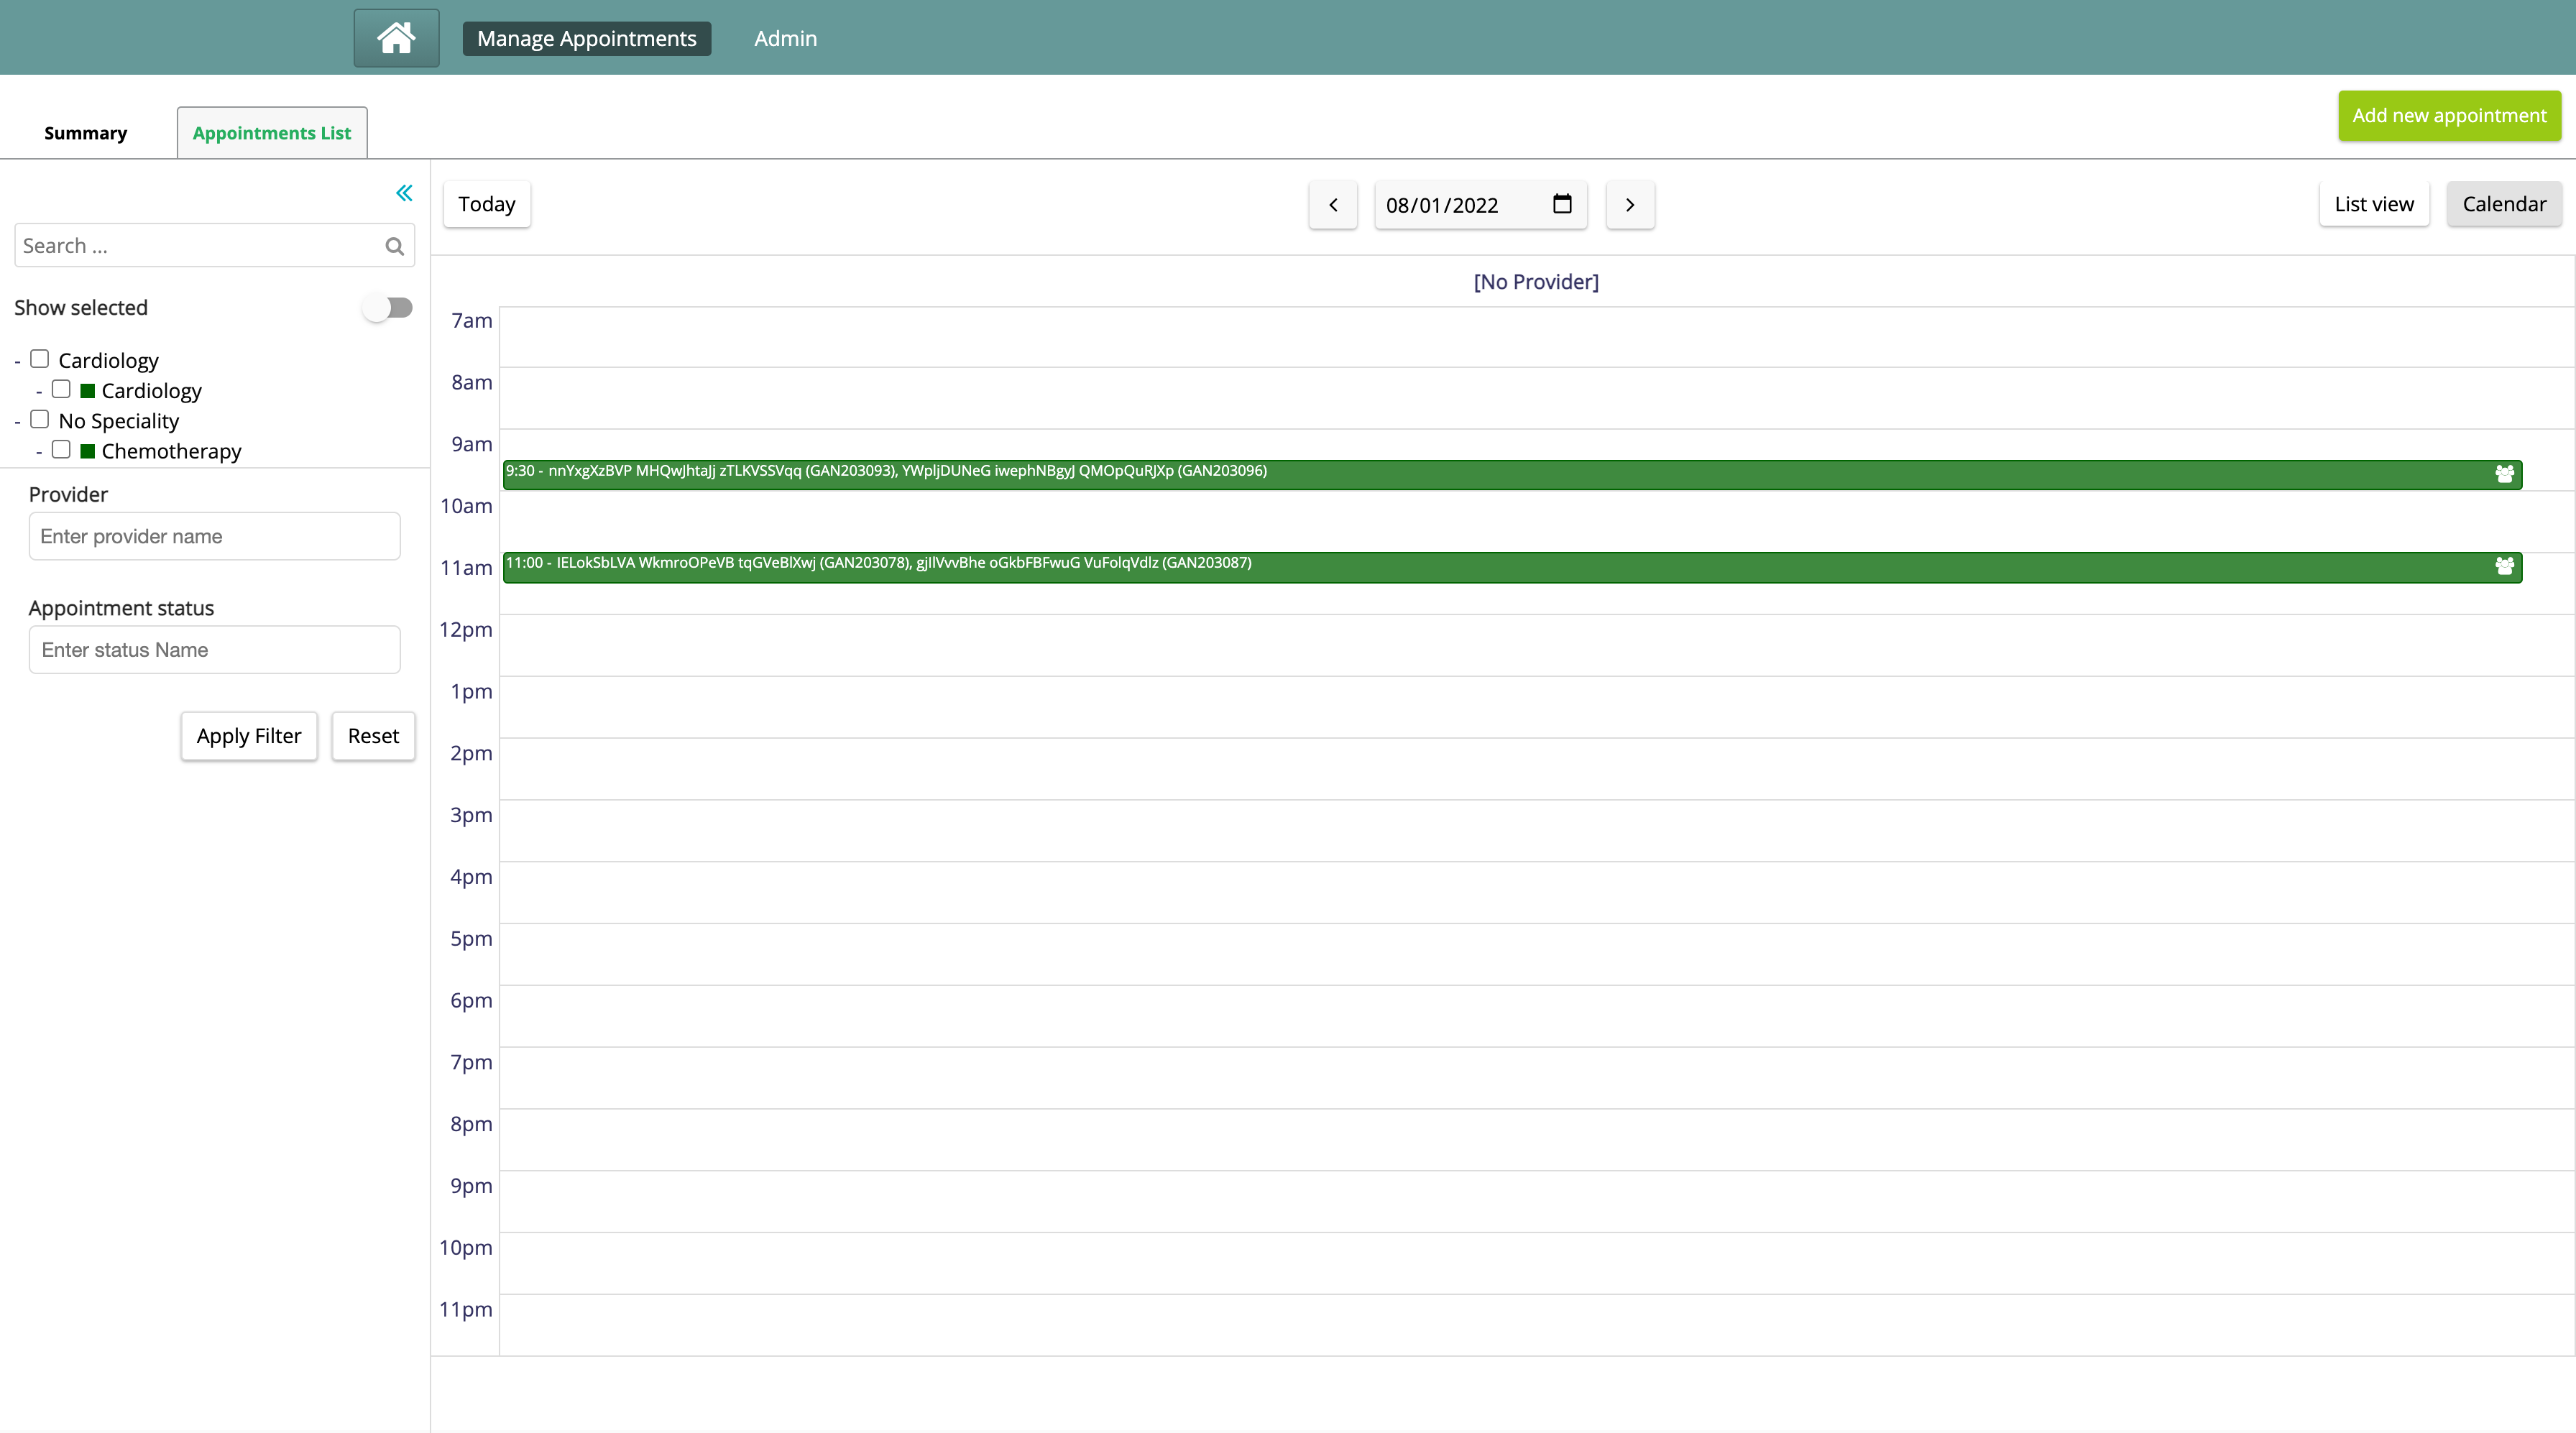 Manage Appointments
Admin
Summary
Appointments List
Add new appointment
Search ...
Show selected
- Cardiology
- Cardiology
- No Speciality
- Chemotherapy
Provider
Enter provider name
Appointment status
Enter status Name
Apply Filter
Reset
Today
08/01/2022
List view
Calendar
[No Provider]
7am
8am
9am
9:30 - nnYxgXzBVP MHQwJhtaJj zTLKVSSVqq (GAN203093), YWpljDUNeG iwephNBgyJ QMOpQuRJXp (GAN203096)
10am
11am
11:00 - IELokSbLVA WkmroOPeVB tqGVeBlXwj (GAN203078), gjIlVvvBhe oGkbFBFwuG VuFolqVdlz (GAN203087)
12pm
1pm
2pm
3pm
4pm
5pm
6pm
7pm
8pm
9pm
10pm
11pm